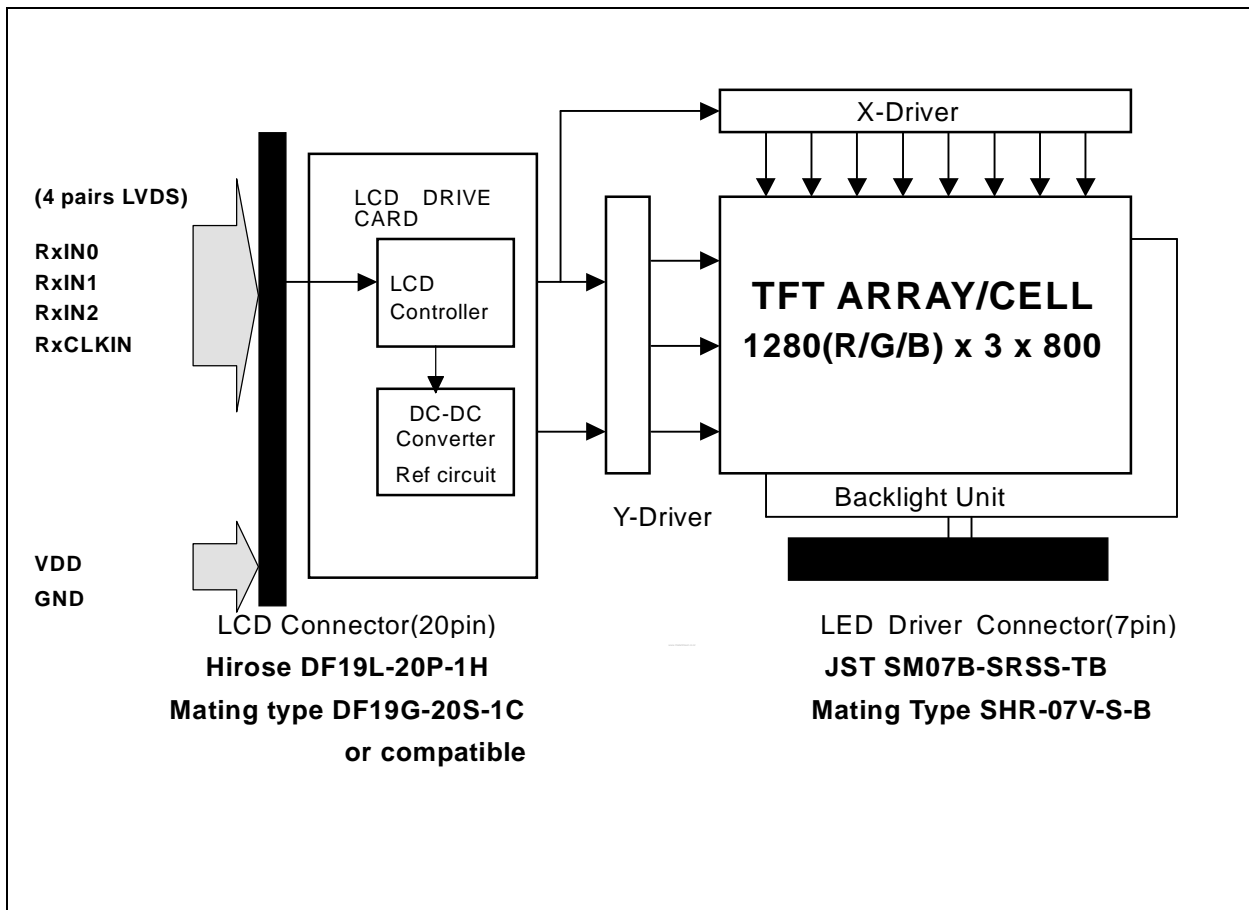 X-Driver
(4 pairs LVDS)
RxIN0
RxIN1
RxIN2
RxCLKIN
VDD
GND
LCD DRIVE
CARD
LCD
Controller
DC-DC
Converter
Ref circuit
Y-Driver
TFT ARRAY/CELL
1280(R/G/B) x 3 x 800
Backlight Unit
LCD Connector(20pin)
Hirose DF19L-20P-1H
Mating type DF19G-20S-1C
or compatible
LED Driver Connector(7pin)
JST SM07B-SRSS-TB
Mating Type SHR-07V-S-B